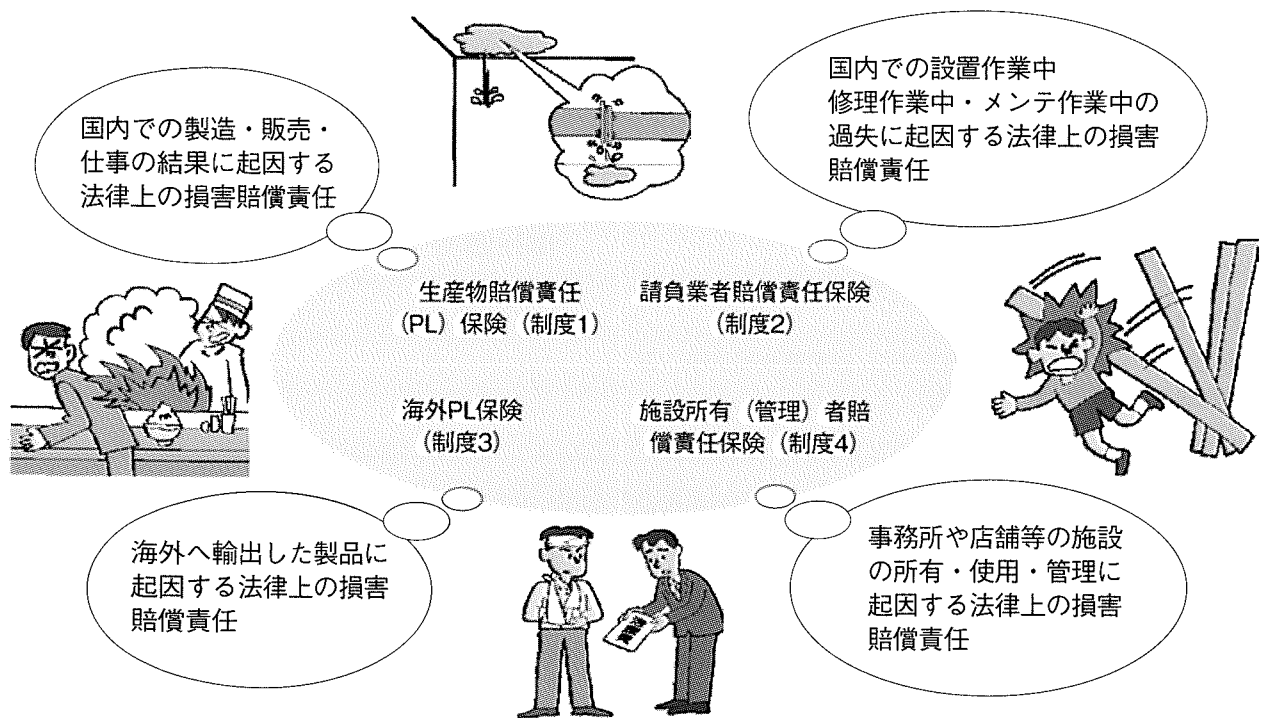 国内での製造・販売・
仕事の結果に起因する
法律上の損害賠償責任
国内での設置作業中
修理作業中・メンテ作業中の
過失に起因する法律上の損害
賠償責任
生産物賠償責任
(PL)保険(制度1)
請負業者賠償責任保険
(制度2)
海外PL保険
(制度3)
施設所有(管理)者賠
償責任保険(制度4)
海外へ輸出した製品に
起因する法律上の損害
賠償責任
事務所や店舗等の施設
の所有・使用・管理に
起因する法律上の損害
賠償責任